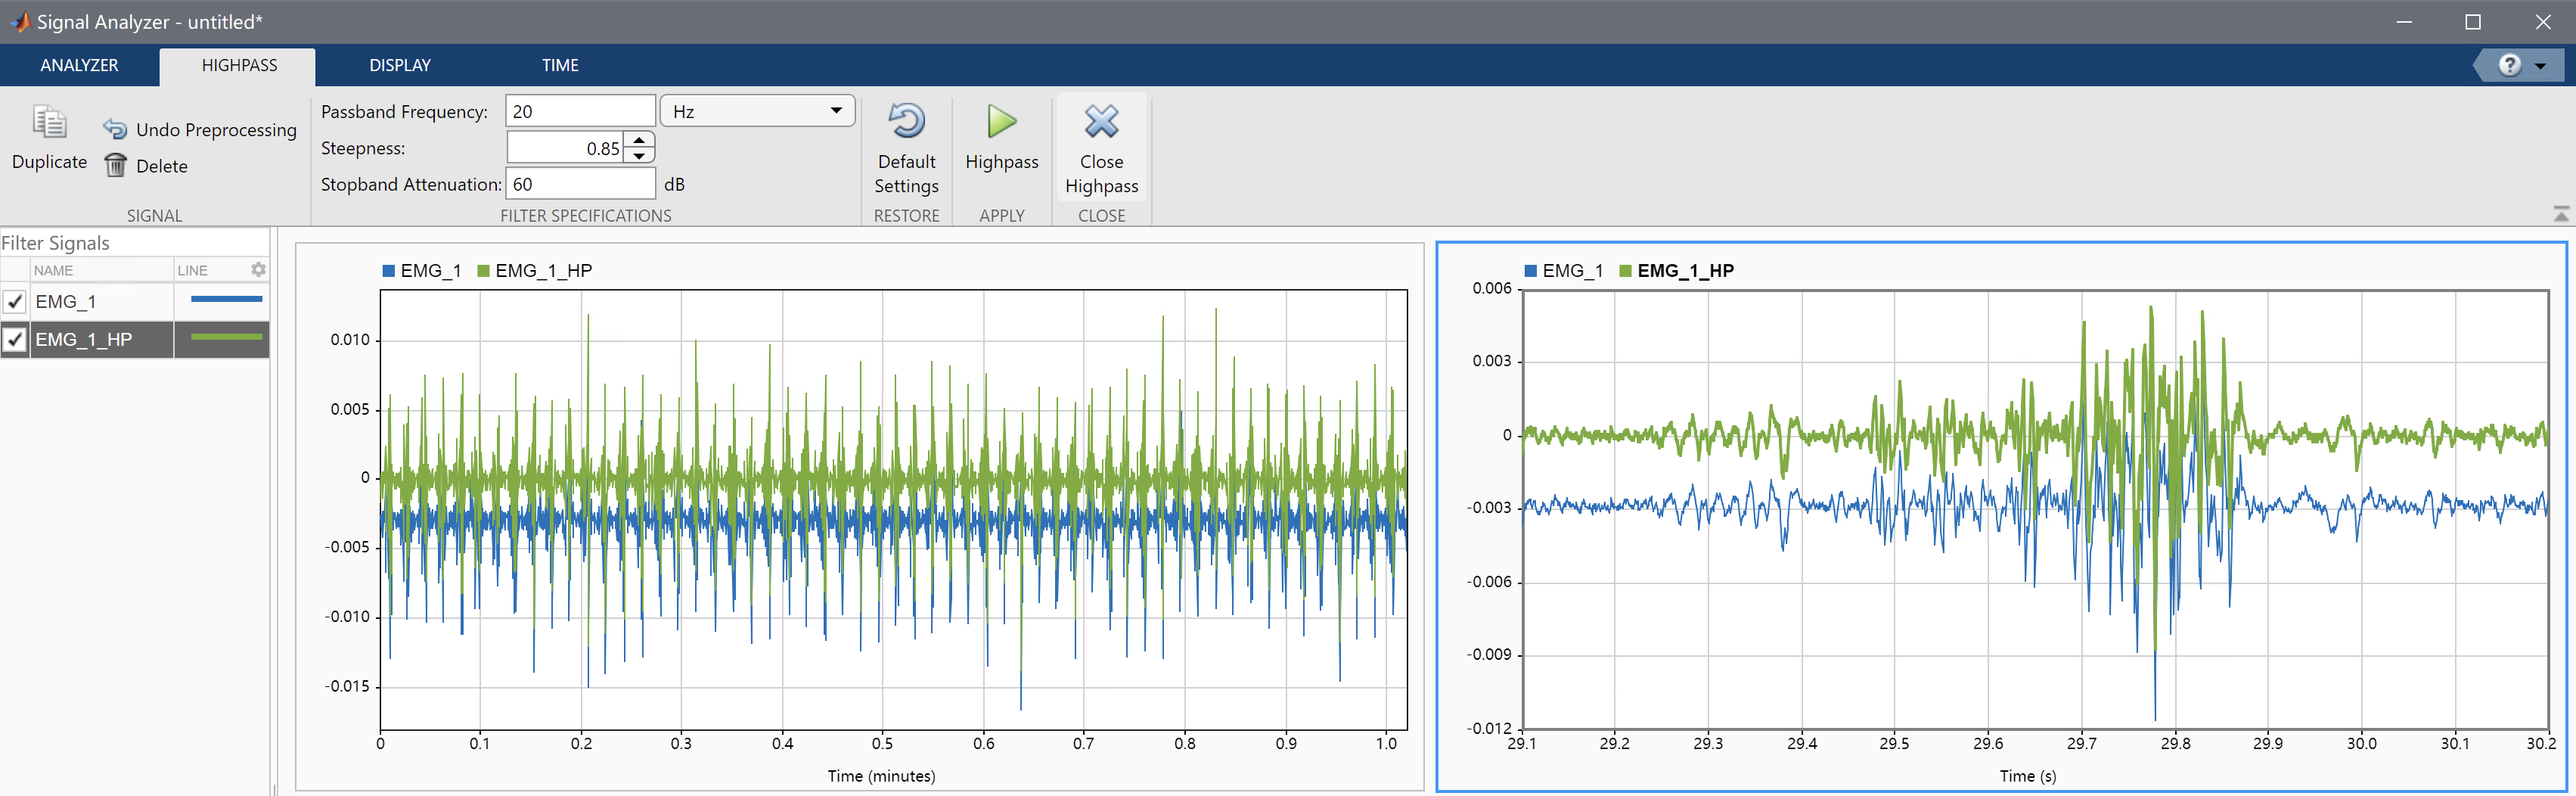 Signal Analyzer - untitled*
ANALYZER HIGHPASS DISPLAY TIME
?
Duplicate
Undo Preprocessing
Delete
SIGNAL
Passband Frequency: 20 Hz
Steepness: 0.85
Stopband Attenuation: 60 dB
FILTER SPECIFICATIONS
Default
Settings
RESTORE
Highpass
APPLY
Close
Highpass
CLOSE
Filter Signals
NAME LINE
EMG_1
EMG_1_HP
EMG_1 EMG_1_HP
0.010
0.005
0
-0.005
-0.010
-0.015
0 0.1 0.2 0.3 0.4 0.5 0.6 0.7 0.8 0.9 1.0
Time (minutes)
EMG_1 EMG_1_HP
0.006
0.003
0
-0.003
-0.006
-0.009
-0.012
29.1 29.2 29.3 29.4 29.5 29.6 29.7 29.8 29.9 30.0 30.1 30.2
Time (s)